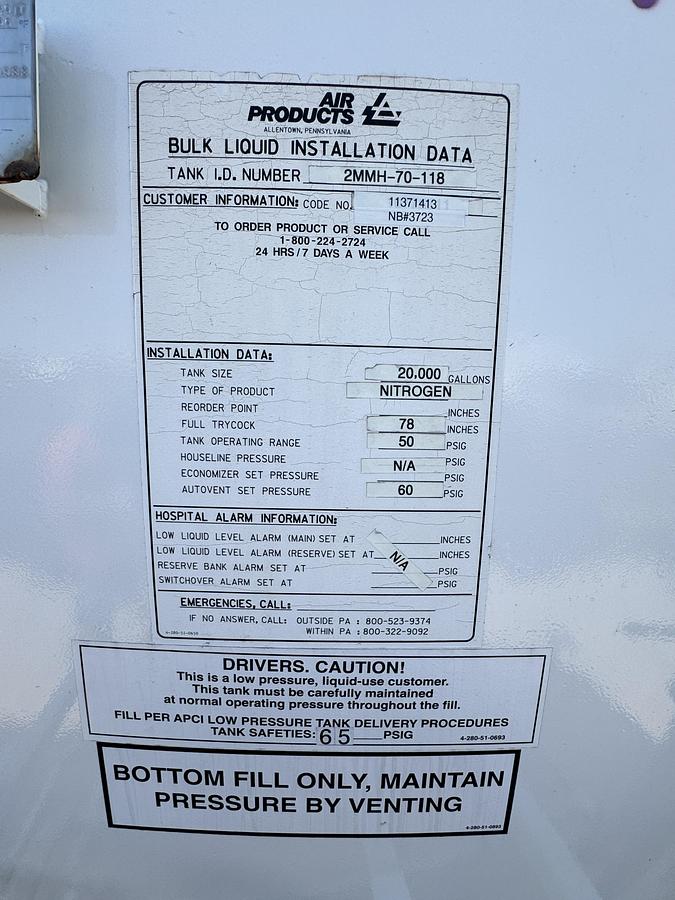 AIR
PRODUCTS
ALLENTOWN, PENNSYLVANIA
BULK LIQUID INSTALLATION DATA
TANK I.D. NUMBER 2MMH-70-118
CUSTOMER INFORMATION: CODE NO. 11371413
NB#3723
TO ORDER PRODUCT OR SERVICE CALL
1-800-224-2724
24 HRS/7 DAYS A WEEK
INSTALLATION DATA:
TANK SIZE 20,000 GALLONS
TYPE OF PRODUCT NITROGEN
REORDER POINT INCHES
FULL TRYCOCK 78 INCHES
TANK OPERATING RANGE 50 PSIG
HOUSELINE PRESSURE PSIG
ECONOMIZER SET PRESSURE N/A PSIG
AUTOVENT SET PRESSURE 60 PSIG
HOSPITAL ALARM INFORMATION:
LOW LIQUID LEVEL ALARM (MAIN) SET AT INCHES
LOW LIQUID LEVEL ALARM (RESERVE) SET AT N/A INCHES
RESERVE BANK ALARM SET AT PSIG
SWITCHOVER ALARM SET AT PSIG
EMERGENCIES, CALL:
IF NO ANSWER, CALL: OUTSIDE PA : 800-523-9374
WITHIN PA : 800-322-9092
DRIVERS. CAUTION!
This is a low pressure, liquid-use customer.
This tank must be carefully maintained
at normal operating pressure throughout the fill.
FILL PER APCI LOW PRESSURE TANK DELIVERY PROCEDURES
TANK SAFETIES: 65 PSIG
4-280-51-0693
BOTTOM FILL ONLY, MAINTAIN
PRESSURE BY VENTING
4-280-51-0893